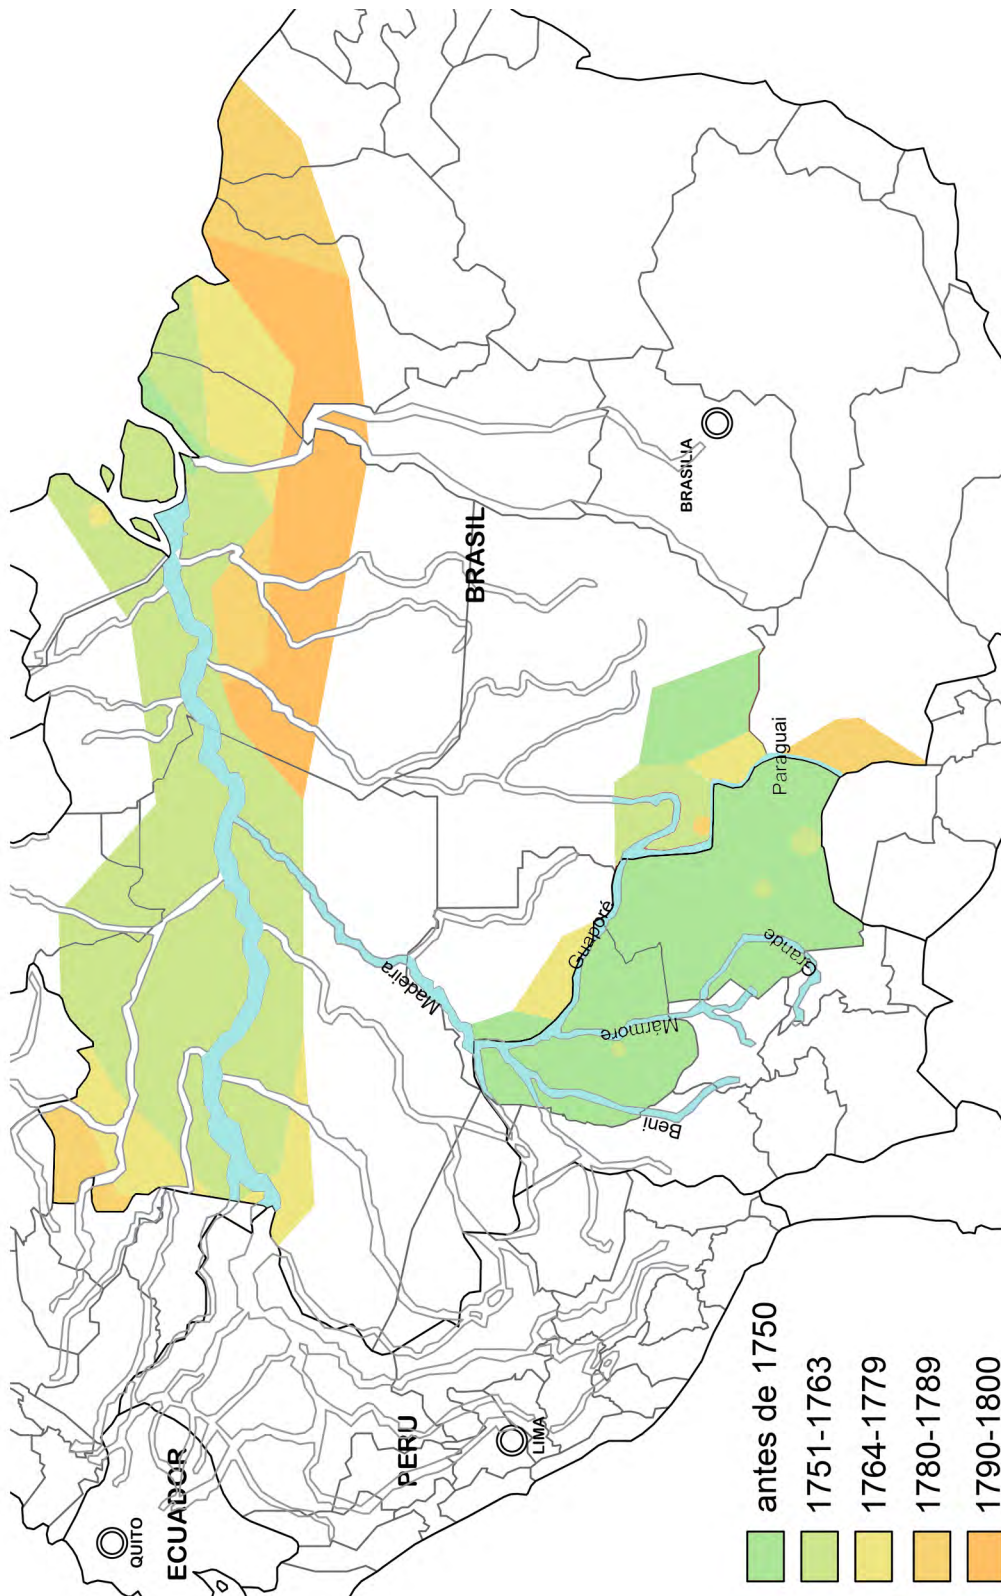 BRASIL
BRASILIA
Paraguai
Guaporé
Madeira
Grande
Mármore
Beni
ECUADOR
QUITO
PERU
LIMA
antes de 1750
1751-1763
1764-1779
1780-1789
1790-1800